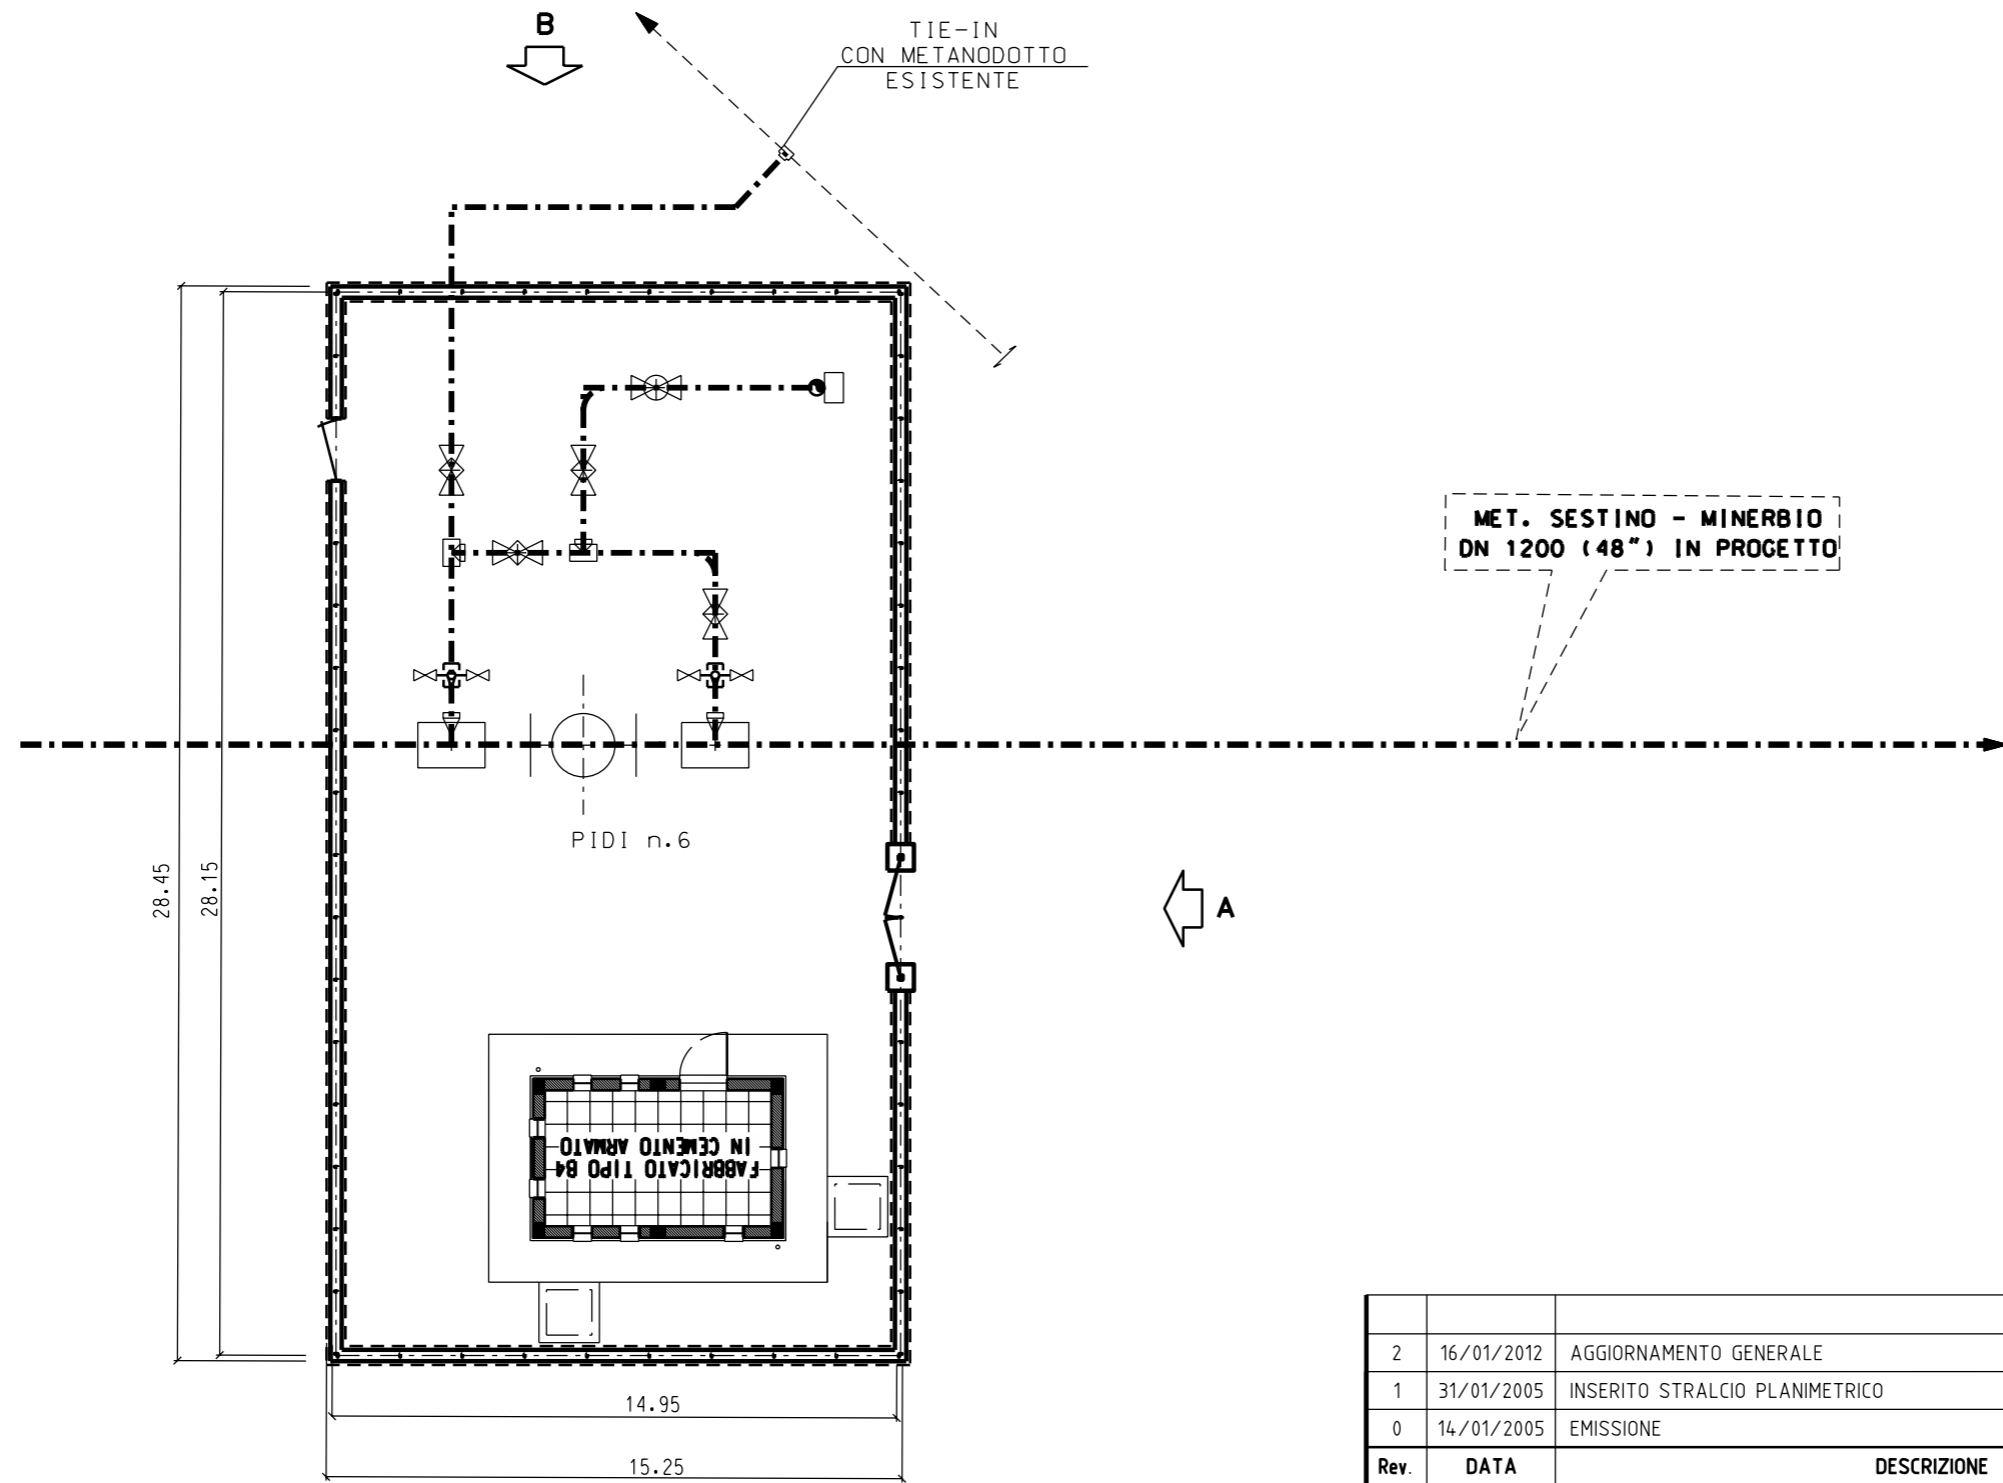 B
TIE-IN
CON METANODOTTO
ESISTENTE
MET. SESTINO - MINERBIO
DN 1200 (48") IN PROGETTO
PIDI n.6
28.45
28.15
A
FABBRICATO TIPO B4
IN CEMENTO ARMATO
14.95
15.25
2 16/01/2012 AGGIORNAMENTO GENERALE
1 31/01/2005 INSERITO STRALCIO PLANIMETRICO
0 14/01/2005 EMISSIONE
Rev. DATA DESCRIZIONE